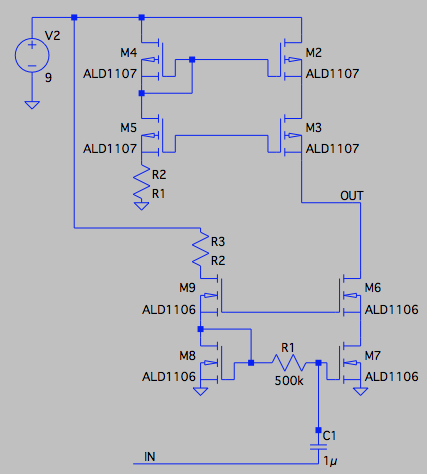 V2
9
M4
ALD1107
M2
ALD1107
M5
ALD1107
M3
ALD1107
R2
R1
OUT
R3
R2
M9
ALD1106
M6
ALD1106
M8
ALD1106
R1
500k
M7
ALD1106
C1
1µ
IN